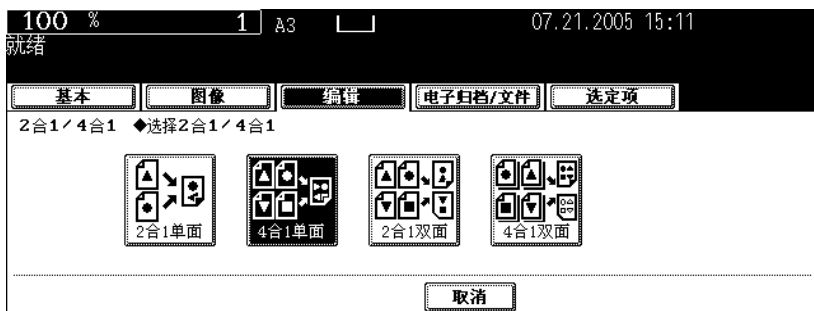 100 % 1 A3 07.21.2005 15:11
就绪
基本 图像 编辑 电子归档/文件 选定项
2合1/4合1 ◆选择2合1/4合1
2合1单面 4合1单面 2合1双面 4合1双面
取消